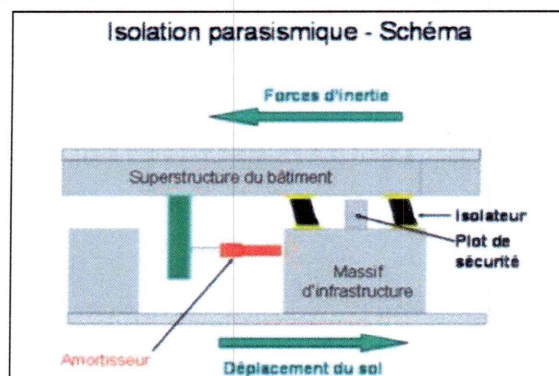 Isolation parasismique - Schéma
Forces d'inertie
Superstructure du bâtiment
Isolateur
Plot de
sécurité
Massif
d'infrastructure
Amortisseur
Déplacement du sol